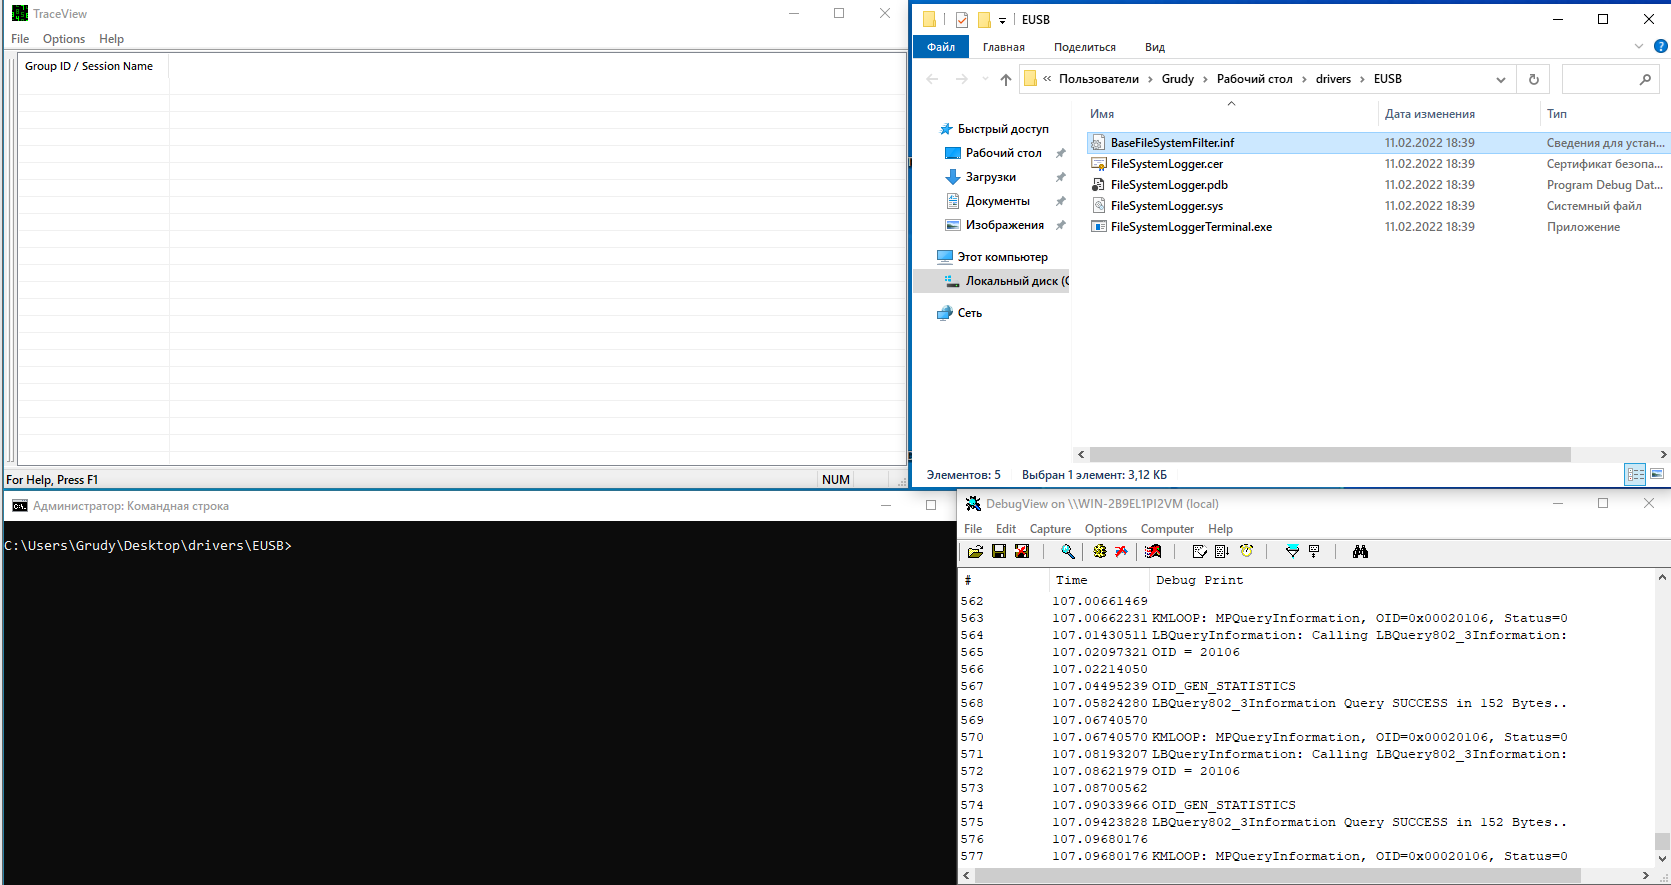 TraceView
File Options Help
Group ID / Session Name
For Help, Press F1
NUM
EUSB
Файл Главная Поделиться Вид
« Пользователи › Grudy › Рабочий стол › drivers › EUSB
Быстрый доступ
Рабочий стол
Загрузки
Документы
Изображения
Этот компьютер
Локальный диск (C
Сеть
Имя Дата изменения Тип
BaseFileSystemFilter.inf 11.02.2022 18:39 Сведения для устан...
FileSystemLogger.cer 11.02.2022 18:39 Сертификат безопа...
FileSystemLogger.pdb 11.02.2022 18:39 Program Debug Dat...
FileSystemLogger.sys 11.02.2022 18:39 Системный файл
FileSystemLoggerTerminal.exe 11.02.2022 18:39 Приложение
Элементов: 5 Выбран 1 элемент: 3,12 КБ
Администратор: Командная строка
C:\Users\Grudy\Desktop\drivers\EUSB>
DebugView on \\WIN-2B9EL1PI2VM (local)
File Edit Capture Options Computer Help
# Time Debug Print
562 107.00661469
563 107.00662231 KMLOOP: MPQueryInformation, OID=0x00020106, Status=0
564 107.01430511 LBQueryInformation: Calling LBQuery802_3Information:
565 107.02097321 OID = 20106
566 107.02214050
567 107.04495239 OID_GEN_STATISTICS
568 107.05824280 LBQuery802_3Information Query SUCCESS in 152 Bytes..
569 107.06740570
570 107.06740570 KMLOOP: MPQueryInformation, OID=0x00020106, Status=0
571 107.08193207 LBQueryInformation: Calling LBQuery802_3Information:
572 107.08621979 OID = 20106
573 107.08700562
574 107.09033966 OID_GEN_STATISTICS
575 107.09423828 LBQuery802_3Information Query SUCCESS in 152 Bytes..
576 107.09680176
577 107.09680176 KMLOOP: MPQueryInformation, OID=0x00020106, Status=0